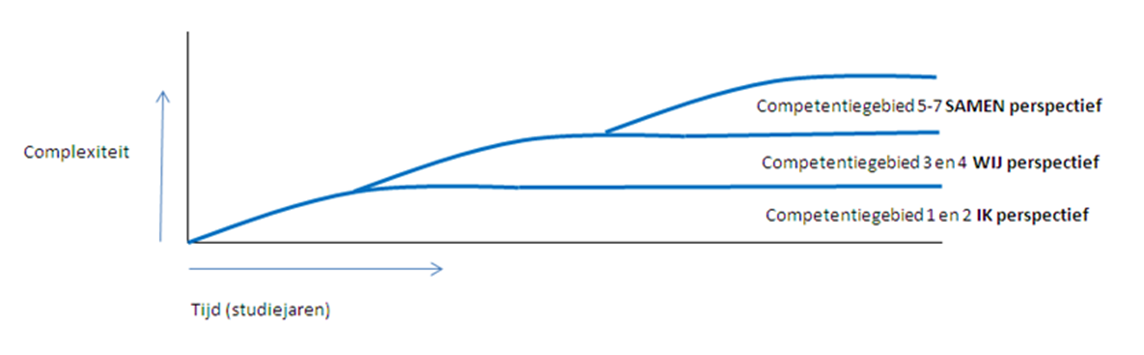 Competentiegebied 5-7 SAMEN perspectief
Complexiteit
Competentiegebied 3 en 4 WIJ perspectief
Competentiegebied 1 en 2 IK perspectief
Tijd (studiejaren)